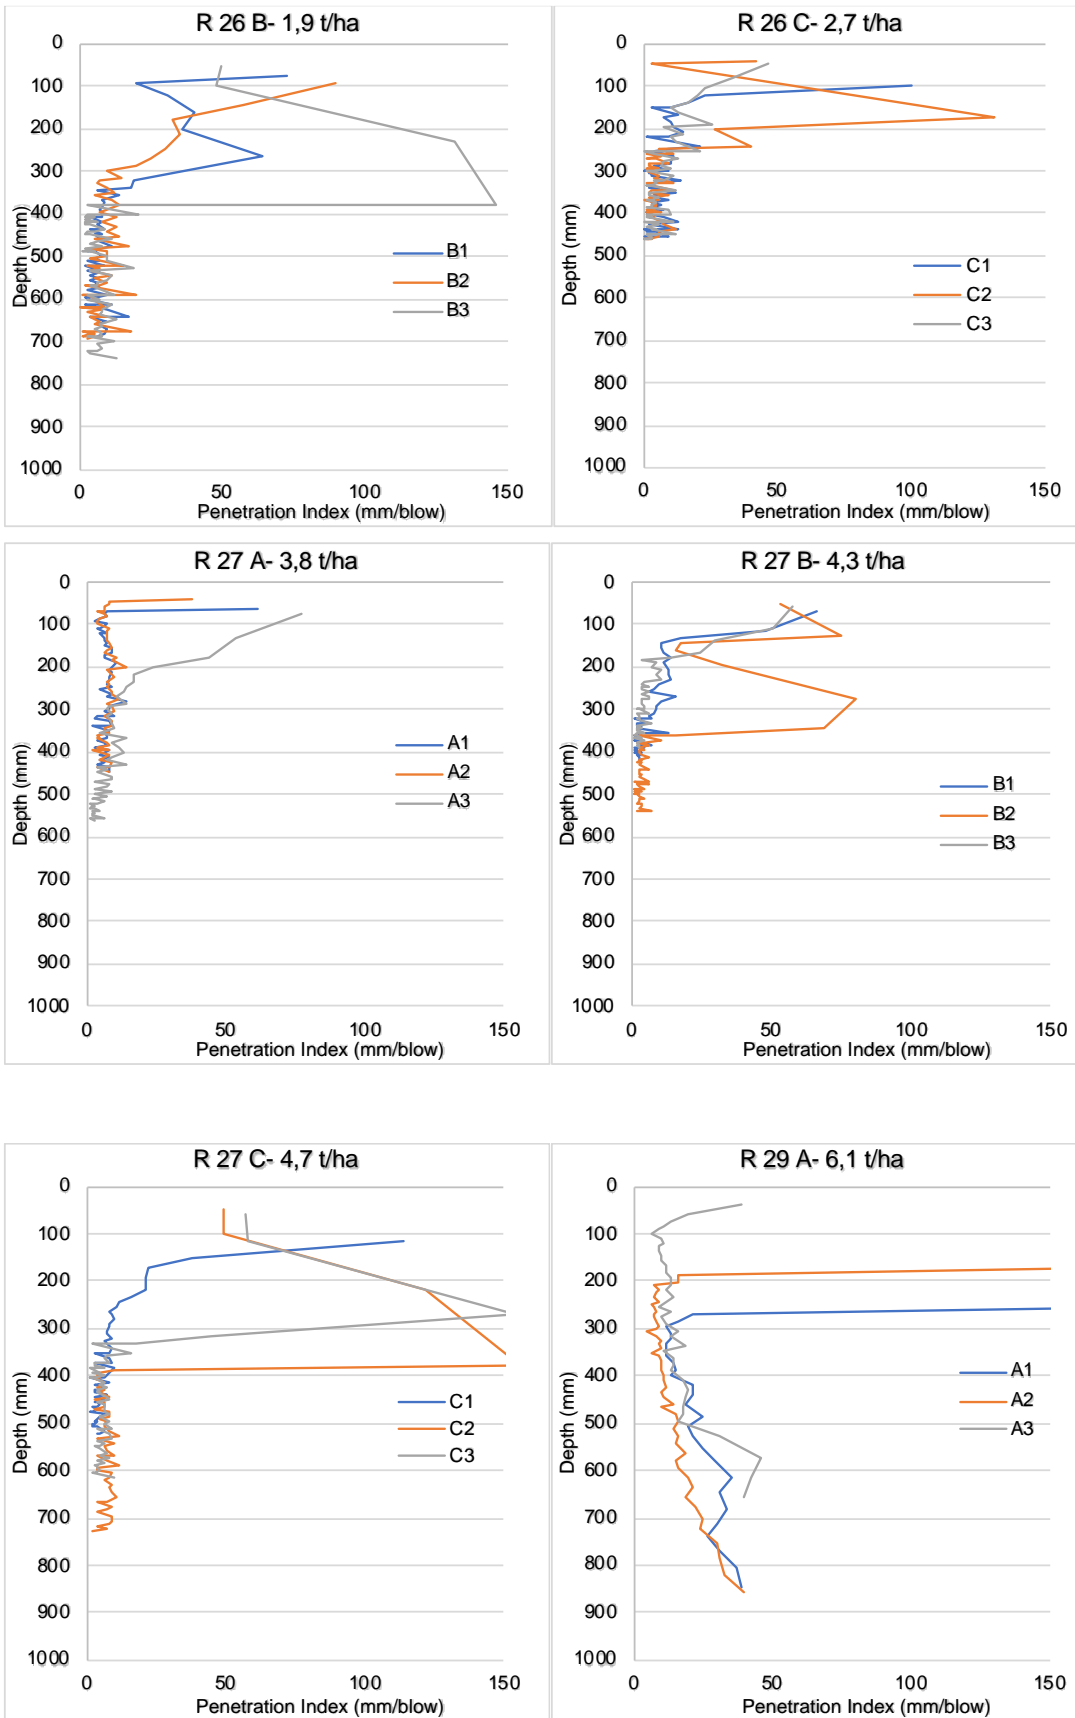 R 26 B- 1,9 t/ha
0
100
200
300
400
500
600
700
800
900
1000
Depth (mm)
B1
B2
B3
0 50 100 150
Penetration Index (mm/blow)
R 26 C- 2,7 t/ha
0
100
200
300
400
500
600
700
800
900
1000
Depth (mm)
C1
C2
C3
0 50 100 150
Penetration Index (mm/blow)
R 27 A- 3,8 t/ha
0
100
200
300
400
500
600
700
800
900
1000
Depth (mm)
A1
A2
A3
0 50 100 150
Penetration Index (mm/blow)
R 27 B- 4,3 t/ha
0
100
200
300
400
500
600
700
800
900
1000
Depth (mm)
B1
B2
B3
0 50 100 150
Penetration Index (mm/blow)
R 27 C- 4,7 t/ha
0
100
200
300
400
500
600
700
800
900
1000
Depth (mm)
C1
C2
C3
0 50 100 150
Penetration Index (mm/blow)
R 29 A- 6,1 t/ha
0
100
200
300
400
500
600
700
800
900
1000
Depth (mm)
A1
A2
A3
0 50 100 150
Penetration Index (mm/blow)